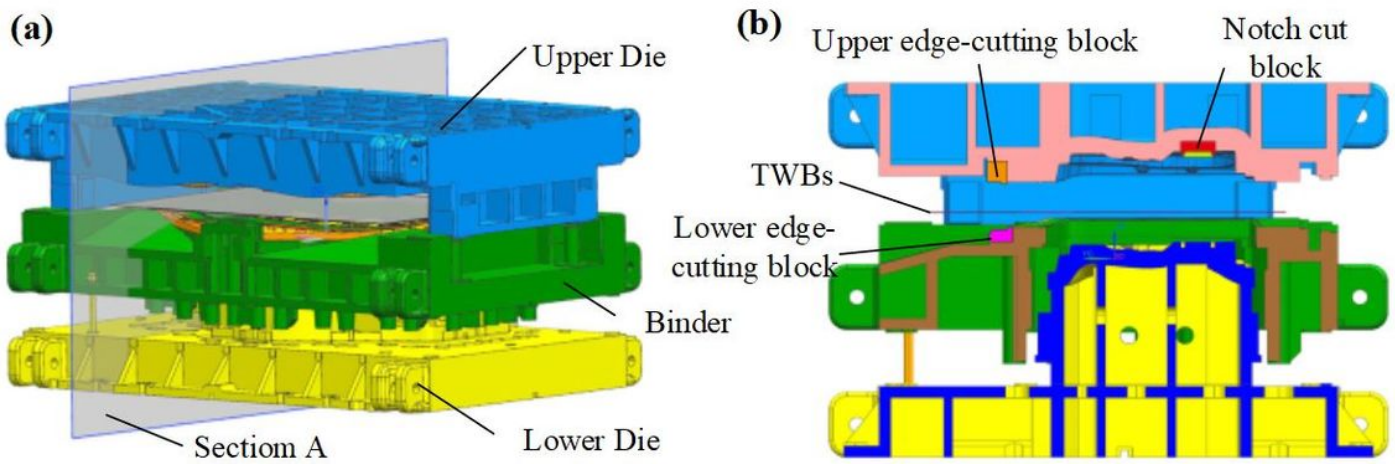 (a)
Upper Die
Binder
Sectiom A
Lower Die
(b)
Upper edge-cutting block
Notch cut
block
TWBs
Lower edge-
cutting block